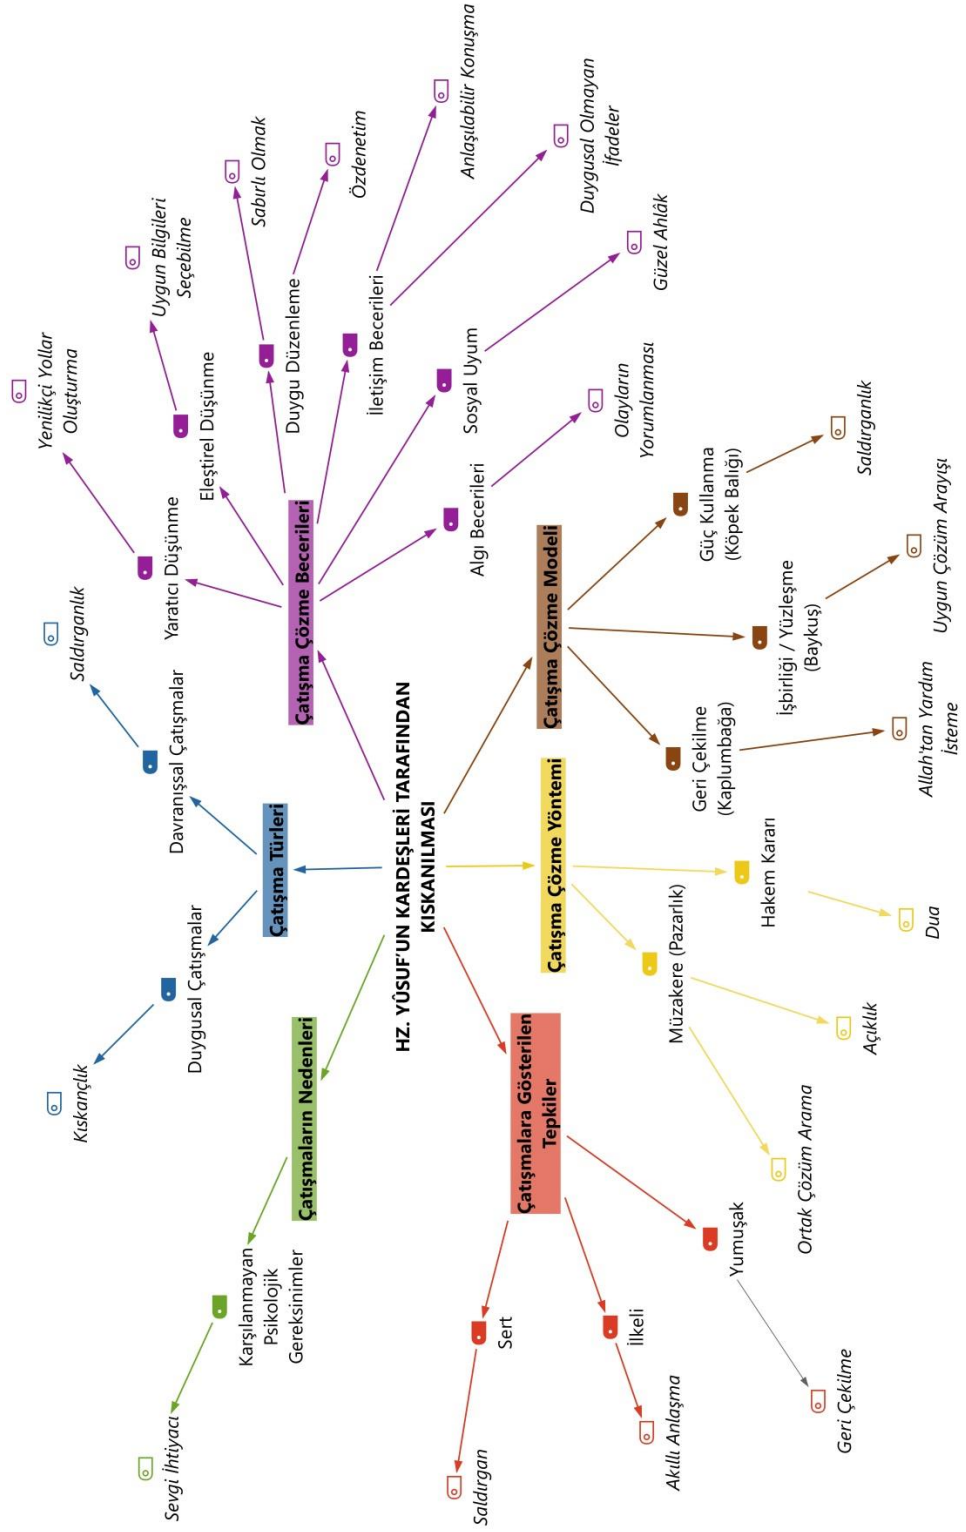 HZ. YÛSUF'UN KARDEŞLERİ TARAFINDAN
KISKANILMASI
Çatışmaların Nedenleri
Karşılanmayan
Psikolojik
Gereksinimler
Sevgi İhtiyacı
Çatışma Türleri
Duygusal Çatışmalar
Kıskançlık
Davranışsal Çatışmalar
Saldırganlık
Çatışma Çözme Becerileri
Yaratıcı Düşünme
Yenilikçi Yollar
Oluşturma
Eleştirel Düşünme
Uygun Bilgileri
Seçebilme
Duygu Düzenleme
Sabırlı Olmak
Özdenetim
İletişim Becerileri
Anlaşılabilir Konuşma
Duygusal Olmayan
İfadeler
Sosyal Uyum
Güzel Ahlâk
Algı Becerileri
Olayların
Yorumlanması
Çatışmalara Gösterilen
Tepkiler
Sert
Saldırgan
İlkeli
Akıllı Anlaşma
Yumuşak
Geri Çekilme
Çatışma Çözme Yöntemi
Müzakere (Pazarlık)
Ortak Çözüm Arama
Açıklık
Hakem Kararı
Dua
Çatışma Çözme Modeli
Geri Çekilme
(Kaplumbağa)
Allah'tan Yardım
İsteme
İşbirliği / Yüzleşme
(Baykuş)
Uygun Çözüm Arayışı
Güç Kullanma
(Köpek Balığı)
Saldırganlık